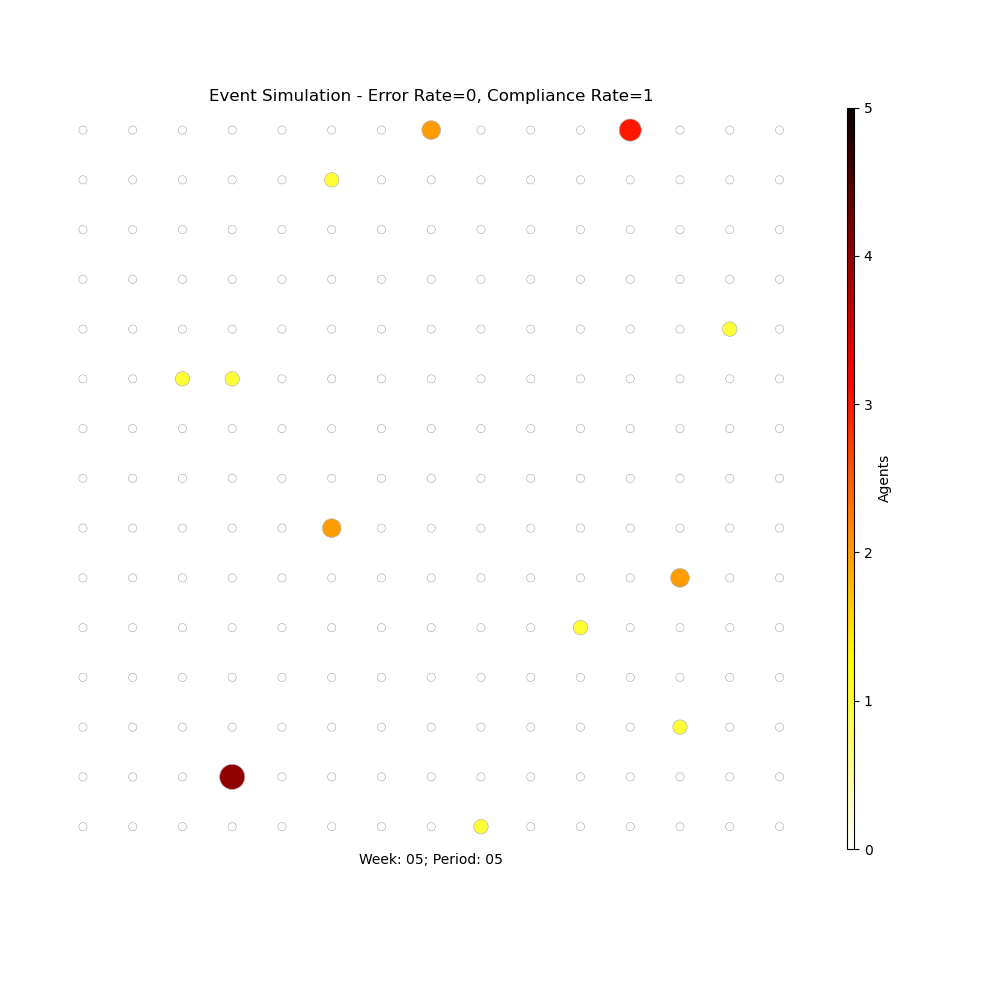 Event Simulation - Error Rate=0, Compliance Rate=1
5
4
3
2
1
0
Agents
Week: 05; Period: 05